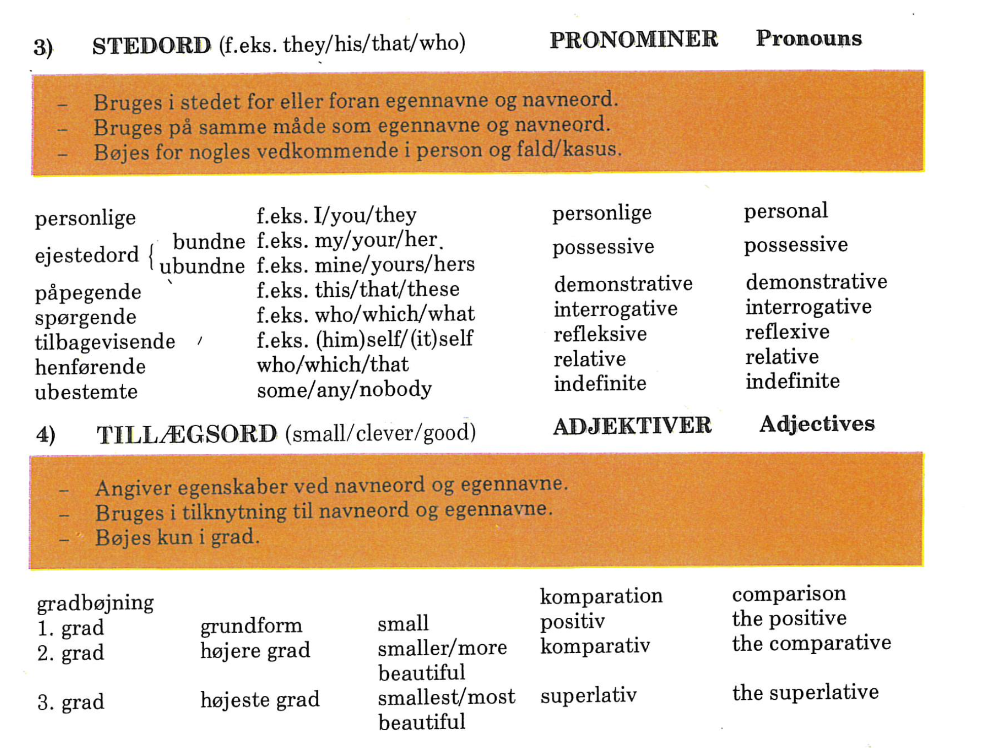 3) STEDORD (f.eks. they/his/that/who) PRONOMINER Pronouns
– Bruges i stedet for eller foran egennavne og navneord.
– Bruges på samme måde som egennavne og navneord.
– Bøjes for nogles vedkommende i person og fald/kasus.
personlige f.eks. I/you/they personlige personal
ejestedord { bundne f.eks. my/your/her. possessive possessive
ubundne f.eks. mine/yours/hers
påpegende f.eks. this/that/these demonstrative demonstrative
spørgende f.eks. who/which/what interrogative interrogative
tilbagevisende f.eks. (him)self/(it)self refleksive reflexive
henførende who/which/that relative relative
ubestemte some/any/nobody indefinite indefinite
4) TILLÆGSORD (small/clever/good) ADJEKTIVER Adjectives
– Angiver egenskaber ved navneord og egennavne.
– Bruges i tilknytning til navneord og egennavne.
– Bøjes kun i grad.
gradbøjning komparation comparison
1. grad grundform small positiv the positive
2. grad højere grad smaller/more komparativ the comparative
beautiful
3. grad højeste grad smallest/most superlativ the superlative
beautiful